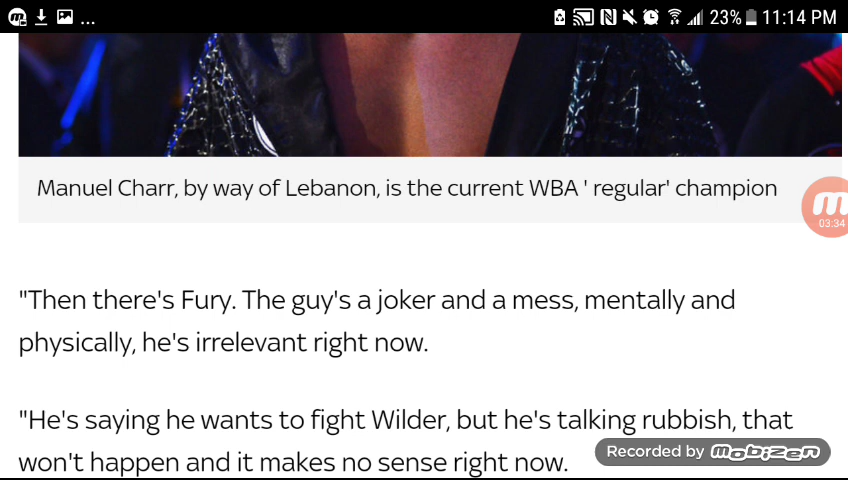 ... 23% 11:14 PM
Manuel Charr, by way of Lebanon, is the current WBA ' regular' champion
m
03:34
"Then there's Fury. The guy's a joker and a mess, mentally and
physically, he's irrelevant right now.
"He's saying he wants to fight Wilder, but he's talking rubbish, that
won't happen and it makes no sense right now.
Recorded by mobizen